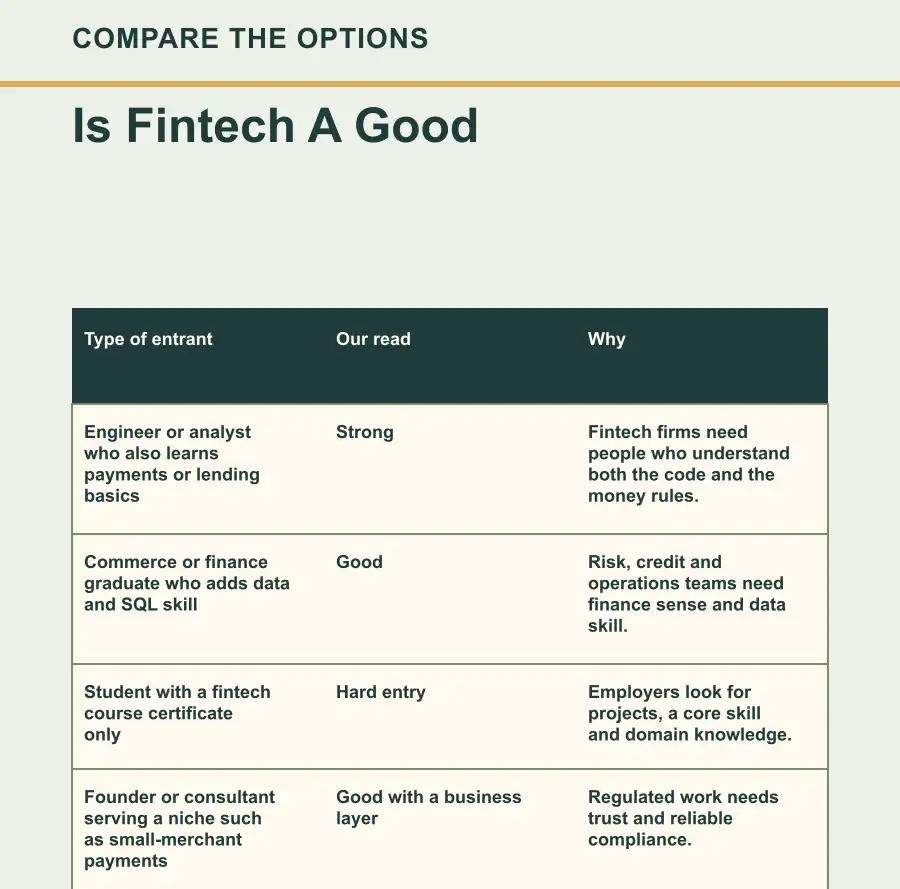 COMPARE THE OPTIONS
Is Fintech A Good
Type of entrant
Our read
Why
Engineer or analyst
who also learns
payments or lending
basics
Strong
Fintech firms need
people who understand
both the code and the
money rules.
Commerce or finance
graduate who adds data
and SQL skill
Good
Risk, credit and
operations teams need
finance sense and data
skill.
Student with a fintech
course certificate
only
Hard entry
Employers look for
projects, a core skill
and domain knowledge.
Founder or consultant
serving a niche such
as small-merchant
payments
Good with a business
layer
Regulated work needs
trust and reliable
compliance.